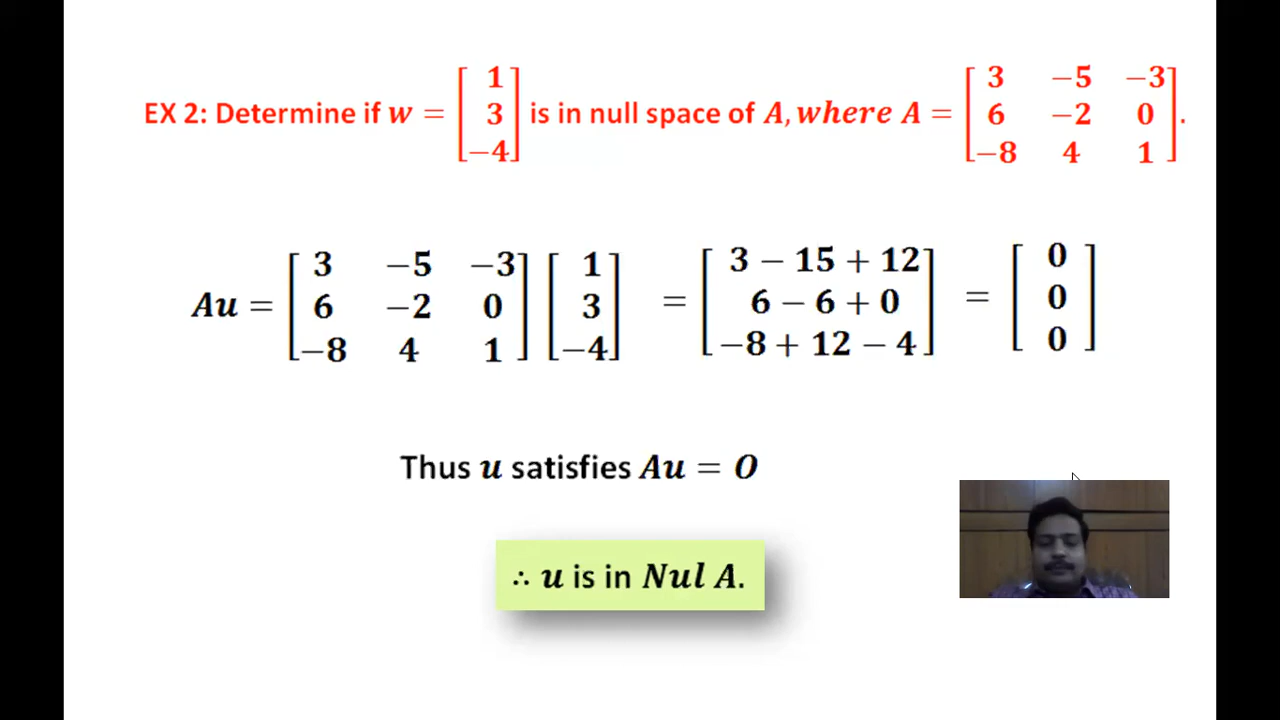 EX 2: Determine if w = [ 1 3 −4 ] is in null space of A, where A = [ 3 −5 −3 6 −2 0 −8 4 1 ].
Au = [ 3 −5 −3 6 −2 0 −8 4 1 ] [ 1 3 −4 ] = [ 3 − 15 + 12 6 − 6 + 0 −8 + 12 − 4 ] = [ 0 0 0 ]
Thus u satisfies Au = O
∴ u is in Nul A.